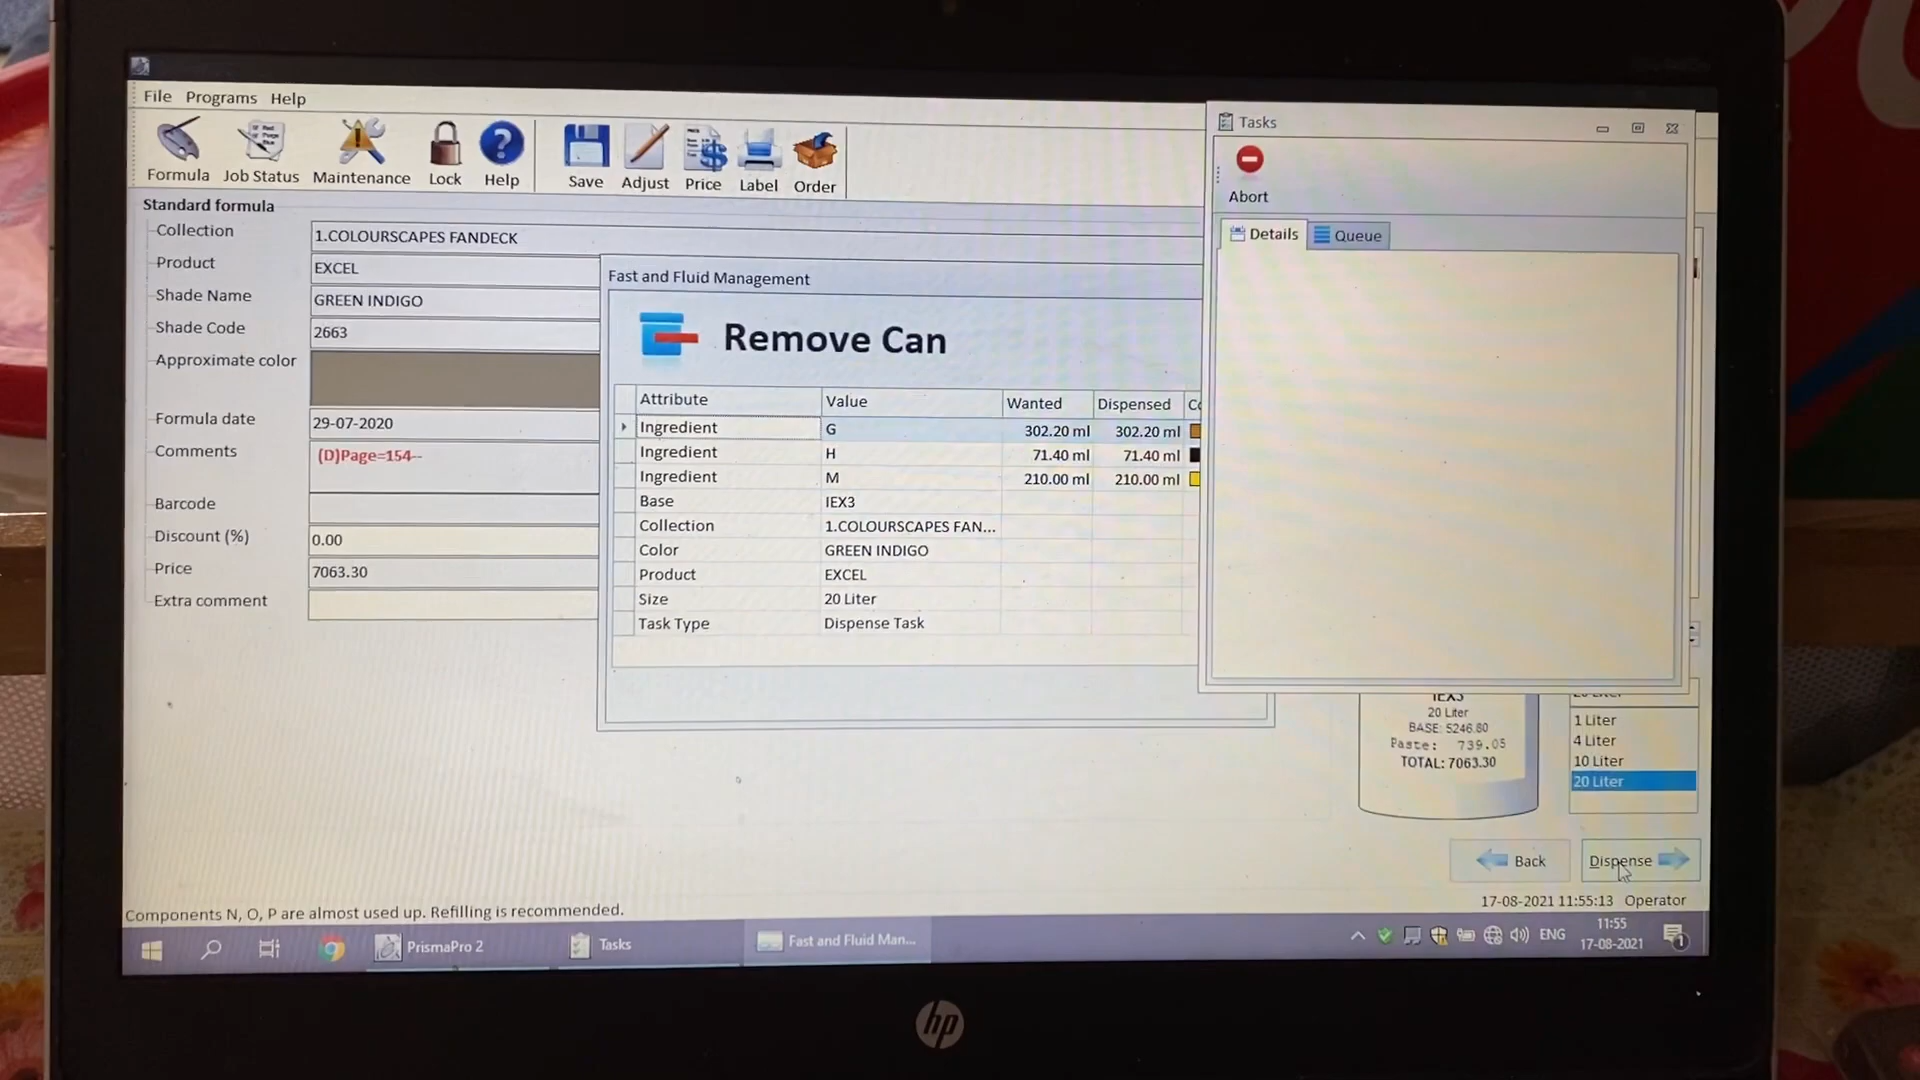 File Programs Help
Formula Job Status Maintenance Lock Help Save Adjust Price Label Order
Standard formula
Collection 1.COLOURSCAPES FANDECK
Product EXCEL
Shade Name GREEN INDIGO
Shade Code 2663
Approximate color
Formula date 29-07-2020
Comments (D)Page=154--
Barcode
Discount (%) 0.00
Price 7063.30
Extra comment
Fast and Fluid Management
Remove Can
Attribute Value Wanted Dispensed
Ingredient G 302.20 ml 302.20 ml
Ingredient H 71.40 ml 71.40 ml
Ingredient M 210.00 ml 210.00 ml
Base IEX3
Collection 1.COLOURSCAPES FAN...
Color GREEN INDIGO
Product EXCEL
Size 20 Liter
Task Type Dispense Task
Tasks
Abort
Details Queue
IEX3
20 Liter
BASE: 5246.80
Paste: 739.05
TOTAL: 7063.30
20 Liter
1 Liter
4 Liter
10 Liter
20 Liter
Back Dispense
17-08-2021 11:55:13 Operator
Components N, O, P are almost used up. Refilling is recommended.
PrismaPro 2 Tasks Fast and Fluid Man... ENG
11:55
17-08-2021
1
hp